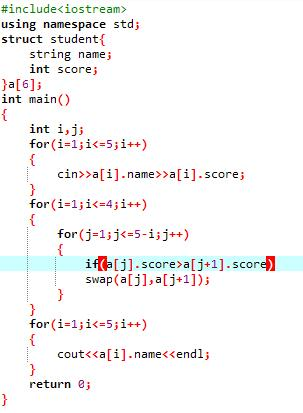 #include<iostream>
using namespace std;
struct student{
    string name;
    int score;
}a[6];
int main()
{
    int i,j;
    for(i=1;i<=5;i++)
    {
        cin>>a[i].name>>a[i].score;
    }
    for(i=1;i<=4;i++)
    {
        for(j=1;j<=5-i;j++)
        {
            if(a[j].score>a[j+1].score)
            swap(a[j],a[j+1]);
        }
    }
    for(i=1;i<=5;i++)
    {
        cout<<a[i].name<<endl;
    }
    return 0;
}